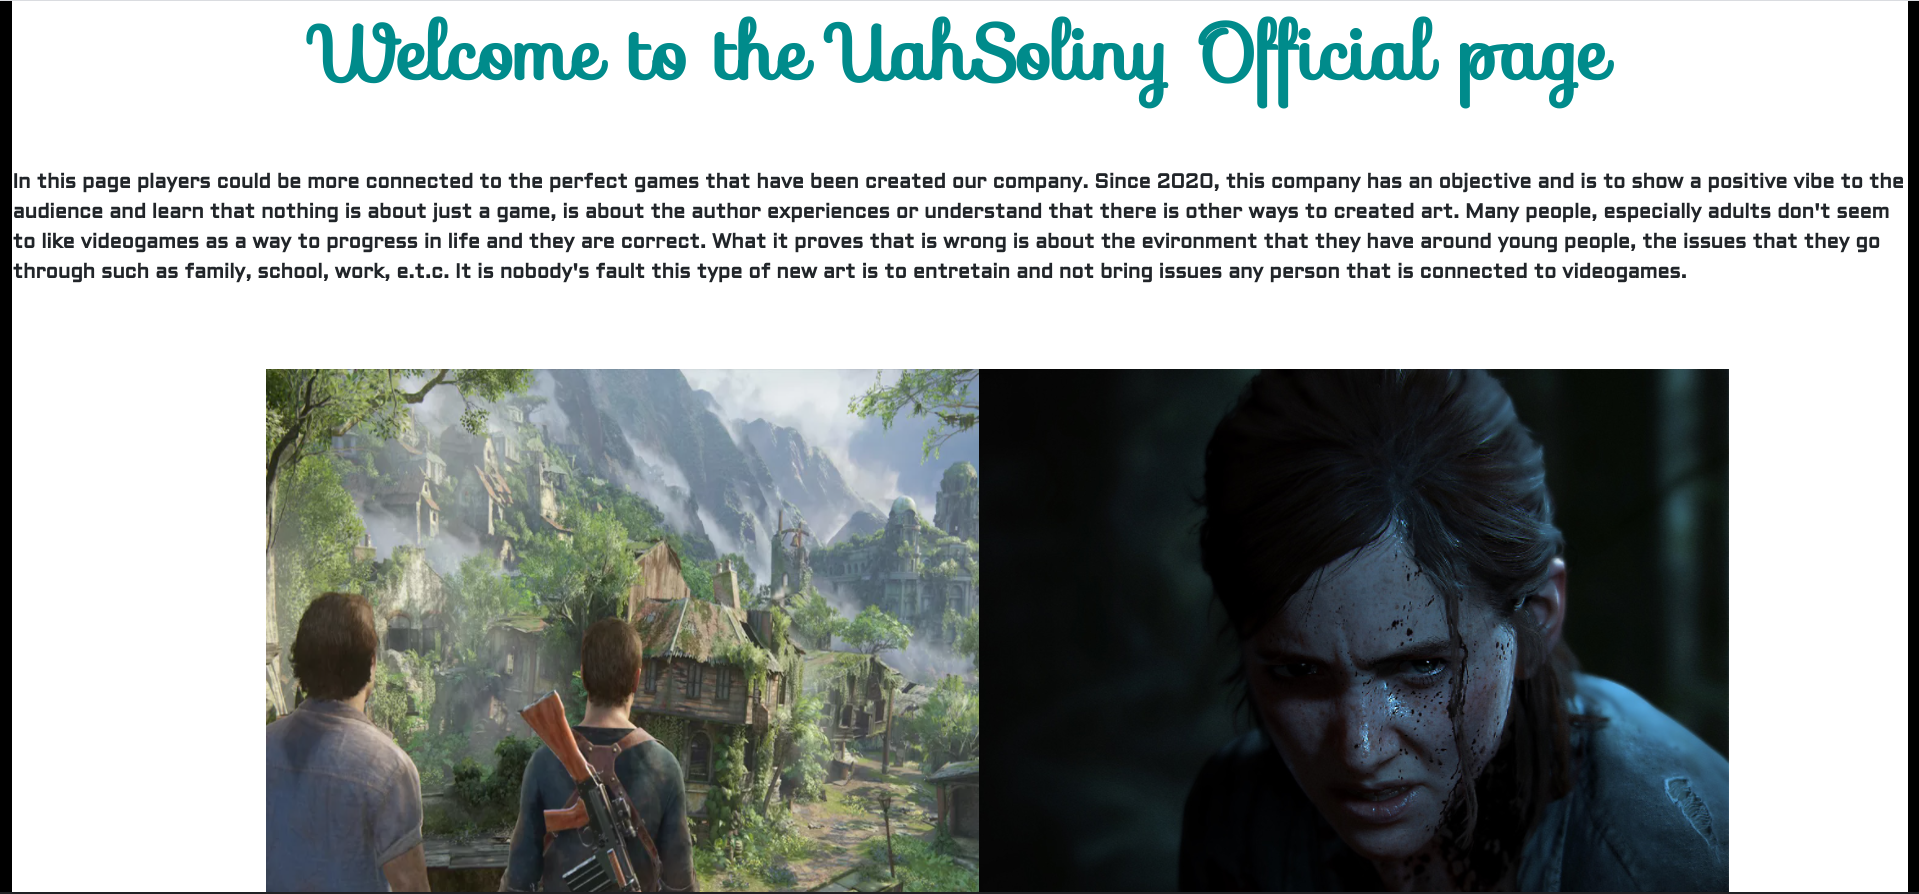 Welcome to the UahSoliny Official page
In this page players could be more connected to the perfect games that have been created our company. Since 2020, this company has an objective and is to show a positive vibe to the
audience and learn that nothing is about just a game, is about the author experiences or understand that there is other ways to created art. Many people, especially adults don't seem
to like videogames as a way to progress in life and they are correct. What it proves that is wrong is about the evironment that they have around young people, the issues that they go
through such as family, school, work, e.t.c. It is nobody's fault this type of new art is to entretain and not bring issues any person that is connected to videogames.